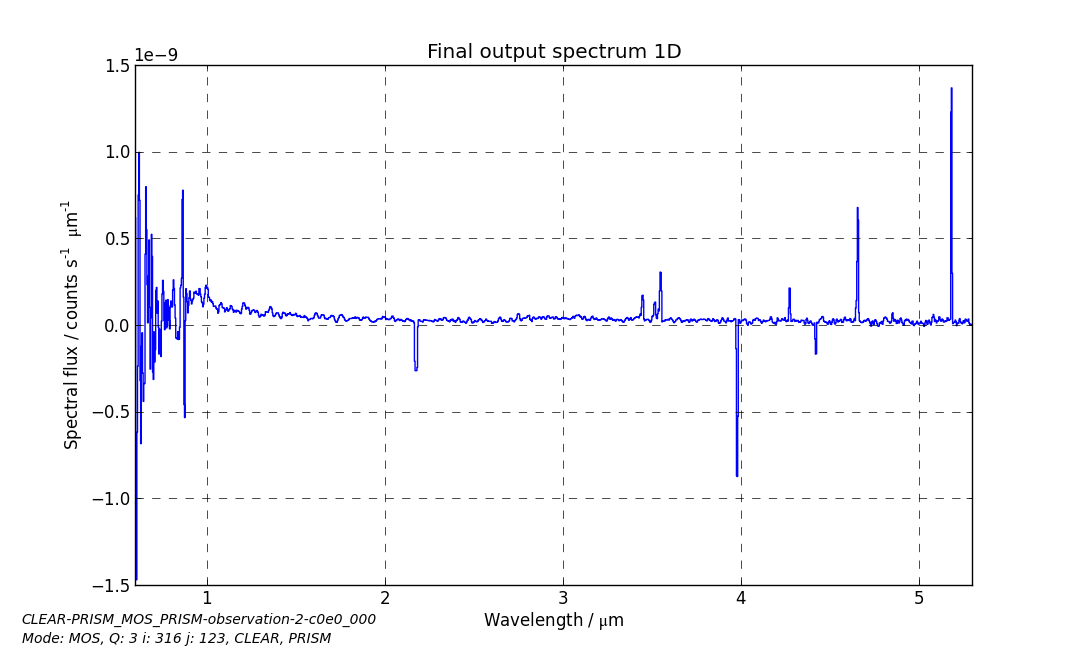 Final output spectrum 1D
1e−9
1.5
1.0
0.5
0.0
−0.5
−1.0
−1.5
Spectral flux / counts s⁻¹ μm⁻¹
1 2 3 4 5
Wavelength / μm
CLEAR-PRISM_MOS_PRISM-observation-2-c0e0_000
Mode: MOS, Q: 3 i: 316 j: 123, CLEAR, PRISM